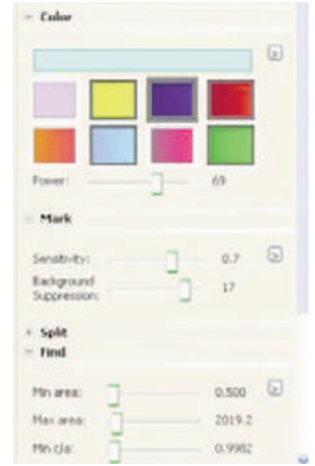 Color
Power: 69
Mark
Sensitivity: 0.7
Background
Suppression: 17
Split
Find
Min area: 0.500
Max area: 2019.2
Min c/a: 0.9982